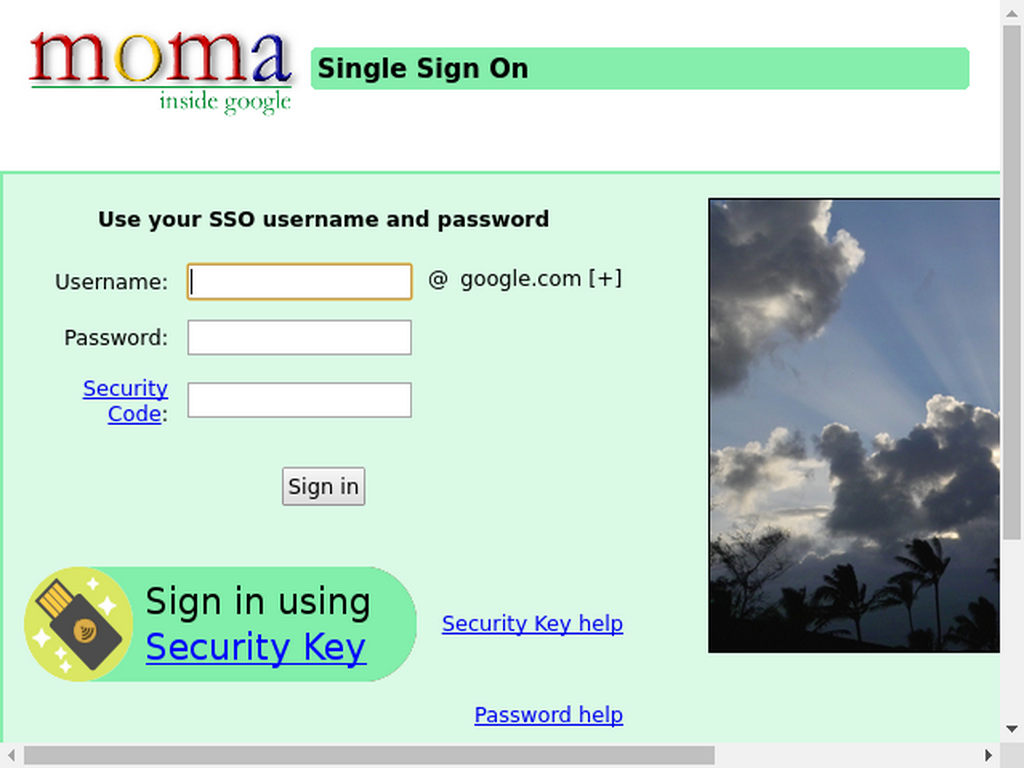 moma
inside google
Single Sign On
Use your SSO username and password
Username:
@ google.com [+]
Password:
Security
Code:
Sign in
Sign in using
Security Key
Security Key help
Password help